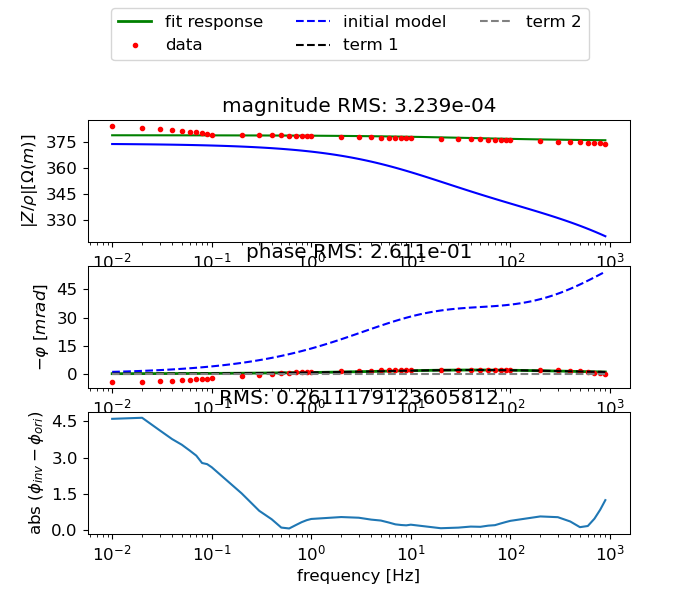 fit response initial model term 2
data term 1
magnitude RMS: 3.239e-04
|Z/ρ|[Ω(m)]
375
360
345
330
10⁻² 10⁻¹ 10⁰ 10¹ 10² 10³
phase RMS: 2.611e-01
−φ [mrad]
45
30
15
0
10⁻² 10⁻¹ 10⁰ 10¹ 10² 10³
RMS: 0.2611179123605812
abs (ϕinv − ϕori)
4.5
3.0
1.5
0.0
10⁻² 10⁻¹ 10⁰ 10¹ 10² 10³
frequency [Hz]